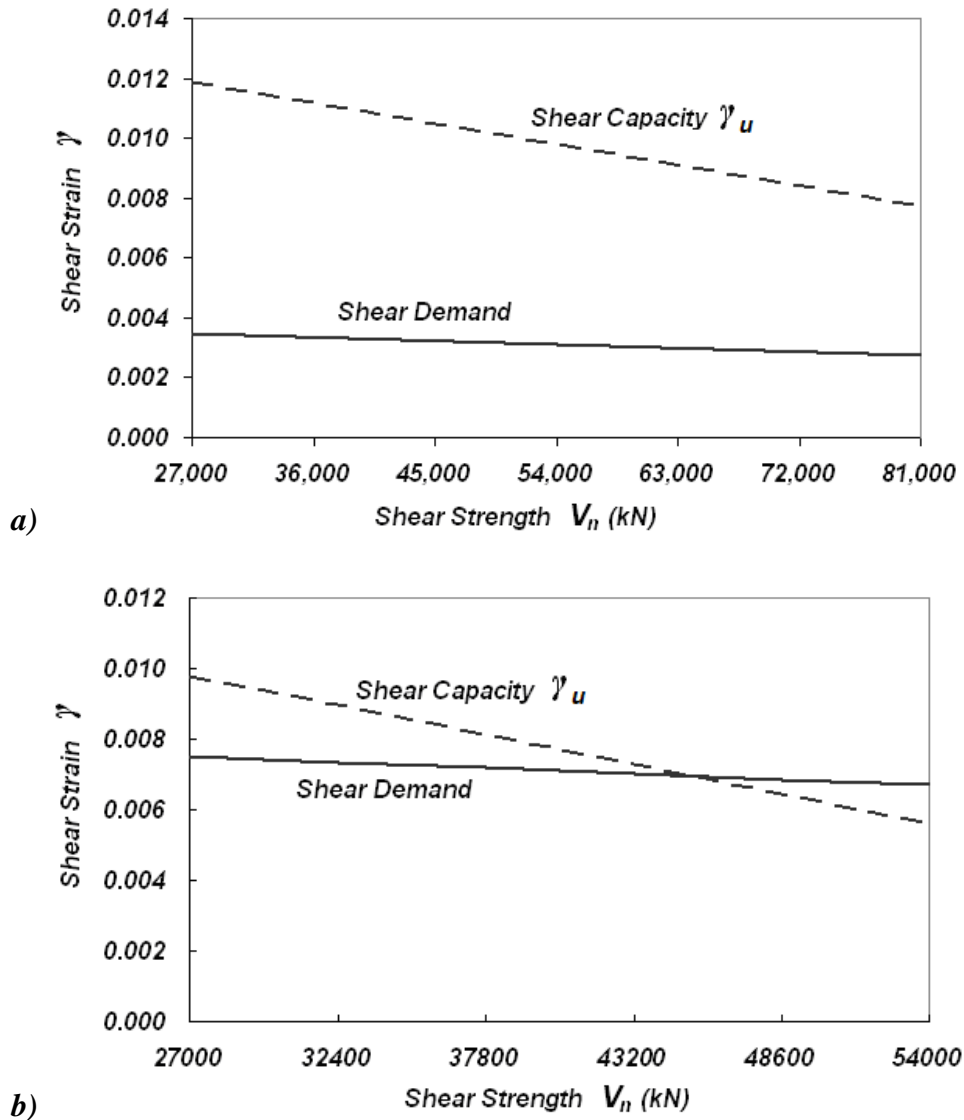 0.014
0.012
0.010
0.008
0.006
0.004
0.002
0.000
Shear Strain γ
Shear Capacity γu
Shear Demand
27,000 36,000 45,000 54,000 63,000 72,000 81,000
Shear Strength Vn (kN)
a)
0.012
0.010
0.008
0.006
0.004
0.002
0.000
Shear Strain γ
Shear Capacity γu
Shear Demand
27000 32400 37800 43200 48600 54000
Shear Strength Vn (kN)
b)